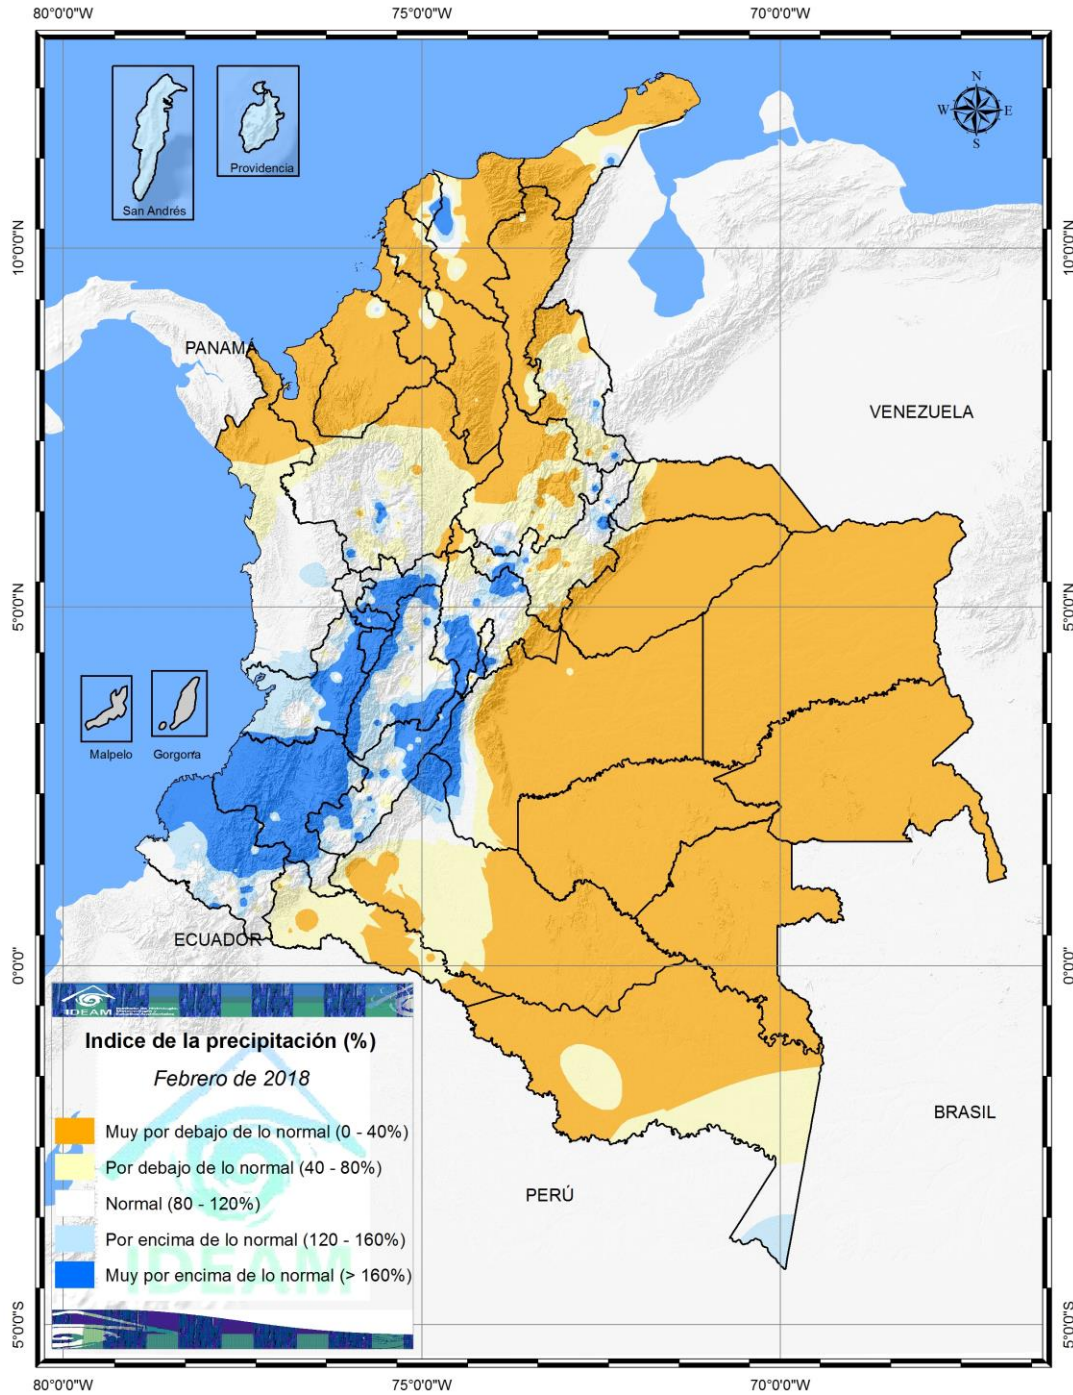 80°0'0"W 75°0'0"W 70°0'0"W
N
W E
S
San Andrés
Providencia
10°0'0"N 10°0'0"N
PANAMÁ
VENEZUELA
5°0'0"N 5°0'0"N
Malpelo Gorgona
ECUADOR
0°0'0" 0°0'0"
IDEAM
Indice de la precipitación (%)
Febrero de 2018
Muy por debajo de lo normal (0 - 40%)
Por debajo de lo normal (40 - 80%)
Normal (80 - 120%)
Por encima de lo normal (120 - 160%)
Muy por encima de lo normal (> 160%)
IDEAM
BRASIL
PERÚ
5°0'0"S 5°0'0"S
80°0'0"W 75°0'0"W 70°0'0"W